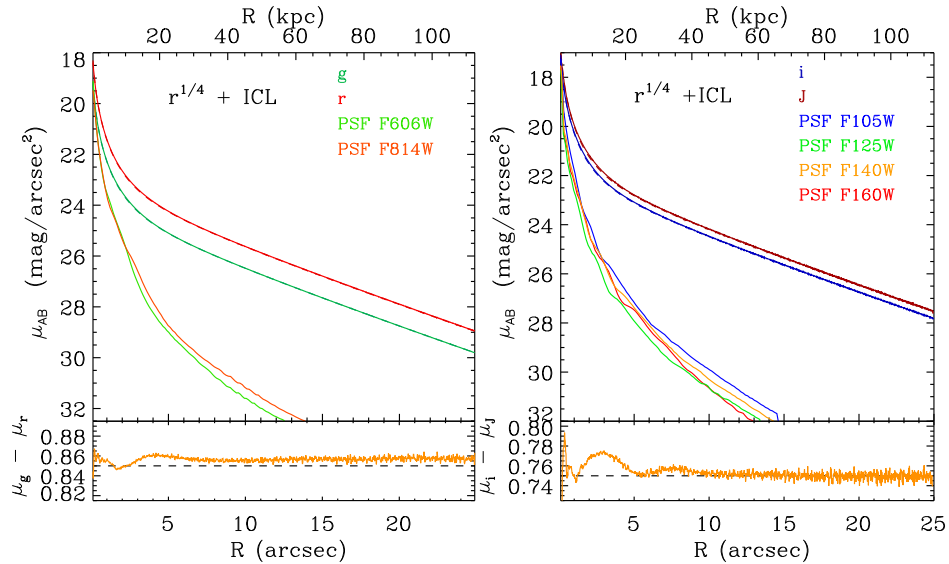 R (kpc)
0 20 40 60 80 100
18
20
22
24
26
28
30
32
μAB (mag/arcsec²)
r¹/⁴ + ICL
g
r
PSF F606W
PSF F814W
0.88
0.86
0.84
0.82
μg − μr
5 10 15 20
R (arcsec)
R (kpc)
0 20 40 60 80 100
18
20
22
24
26
28
30
32
μAB (mag/arcsec²)
r¹/⁴ +ICL
i
J
PSF F105W
PSF F125W
PSF F140W
PSF F160W
0.80
0.78
0.76
0.74
μi − μJ
5 10 15 20 25
R (arcsec)